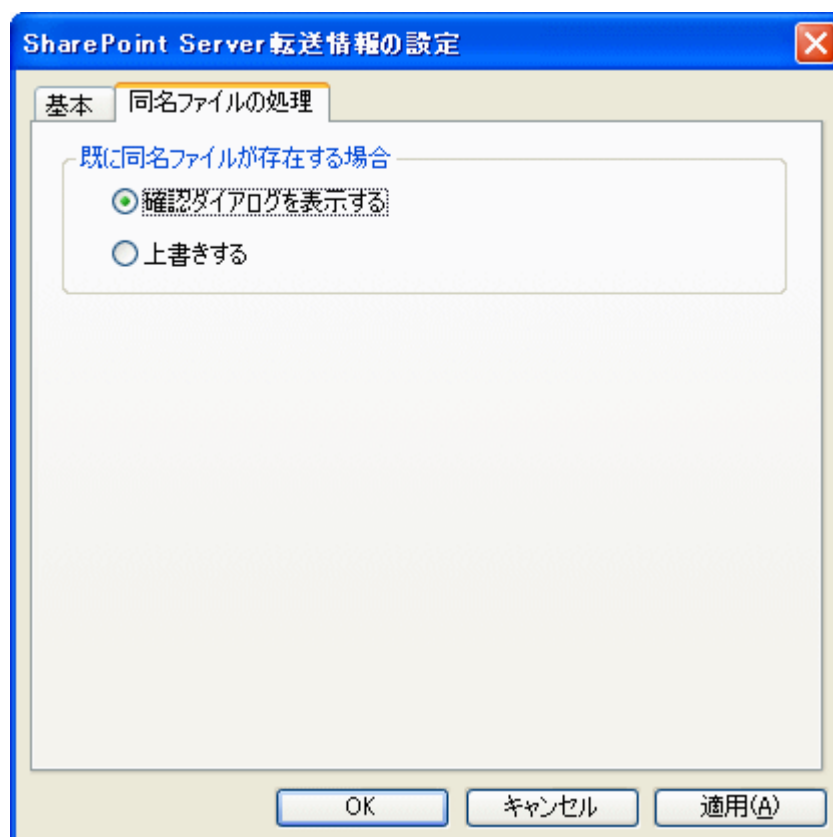 SharePoint Server転送情報の設定
基本 同名ファイルの処理
既に同名ファイルが存在する場合
確認ダイアログを表示する
上書きする
OK キャンセル 適用(A)